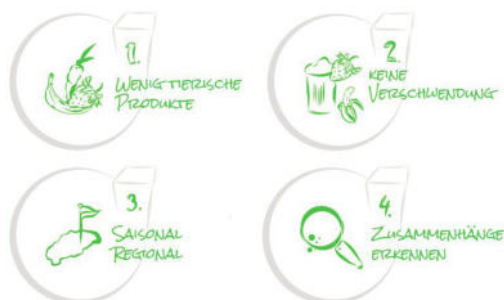 1.
WENIG TIERISCHE
PRODUKTE
2.
KEINE
VERSCHWENDUNG
3.
SAISONAL
REGIONAL
4.
ZUSAMMENHÄNGE
ERKENNEN